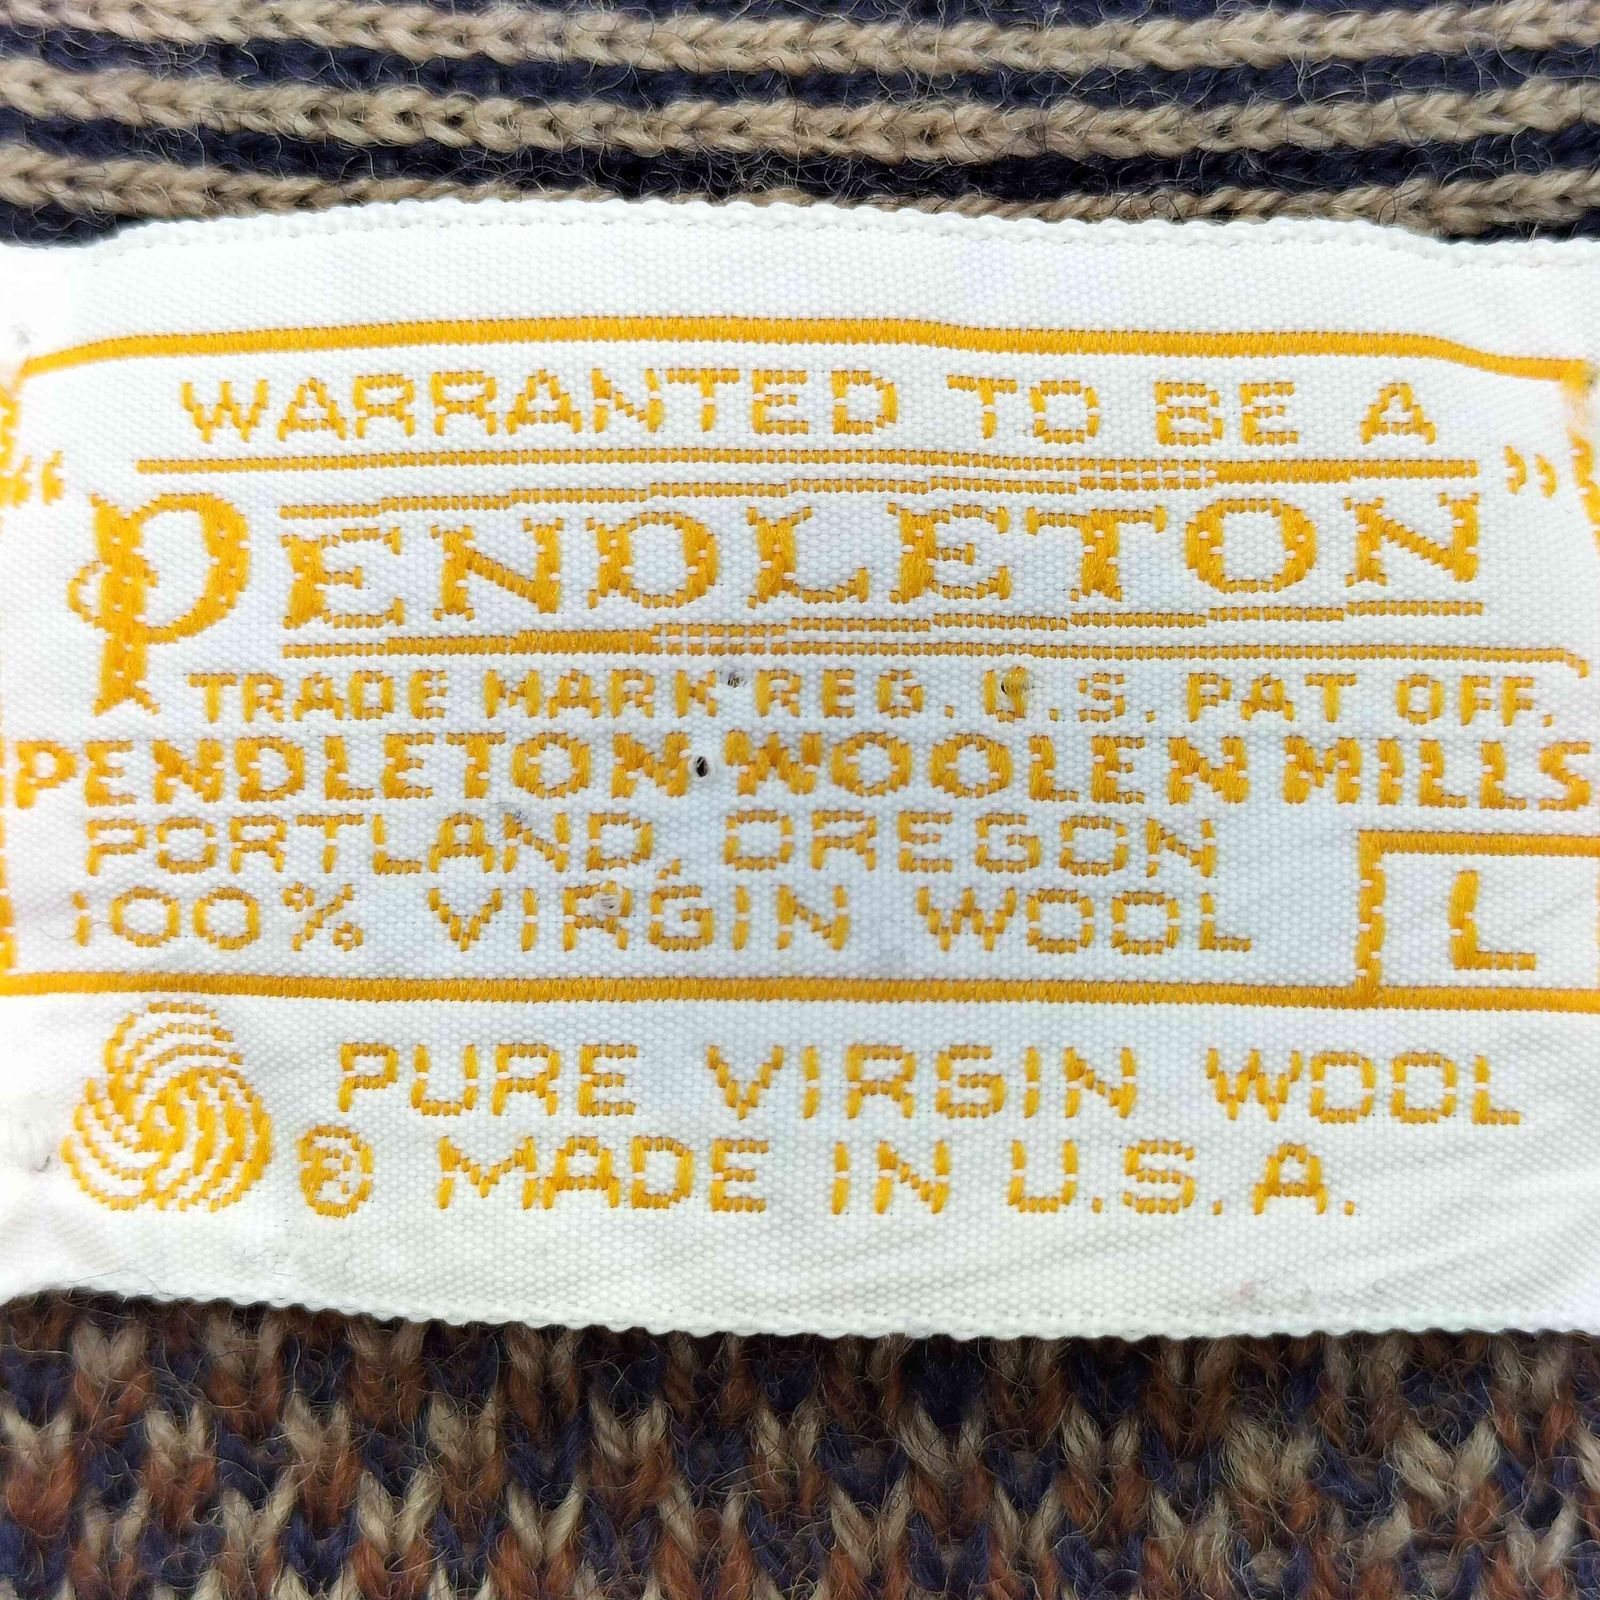 WARRANTED TO BE A
"PENDLETON"
TRADE MARK REG. U.S. PAT OFF.
PENDLETON WOOLEN MILLS
PORTLAND, OREGON
100% VIRGIN WOOL
L
PURE VIRGIN WOOL
® MADE IN U.S.A.